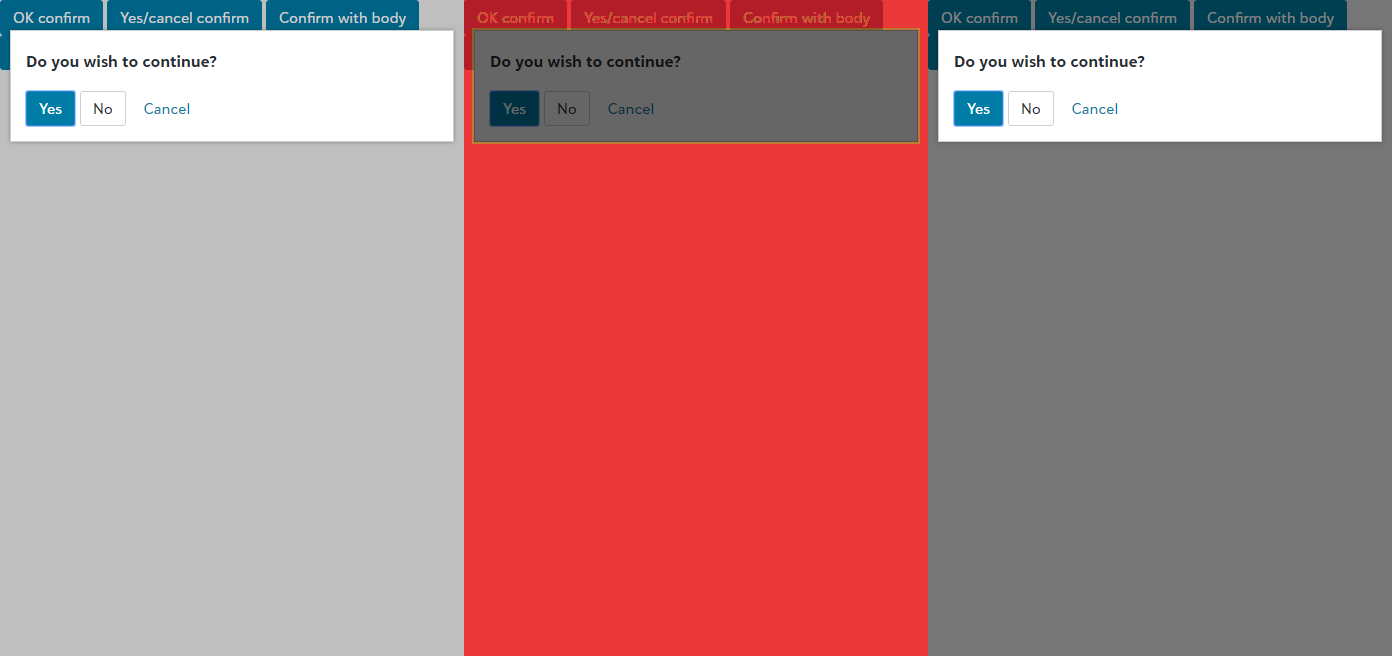 OK confirm Yes/cancel confirm Confirm with body OK confirm Yes/cancel confirm Confirm with body OK confirm Yes/cancel confirm Confirm with body
Do you wish to continue? Do you wish to continue? Do you wish to continue?
Yes No Cancel Yes No Cancel Yes No Cancel